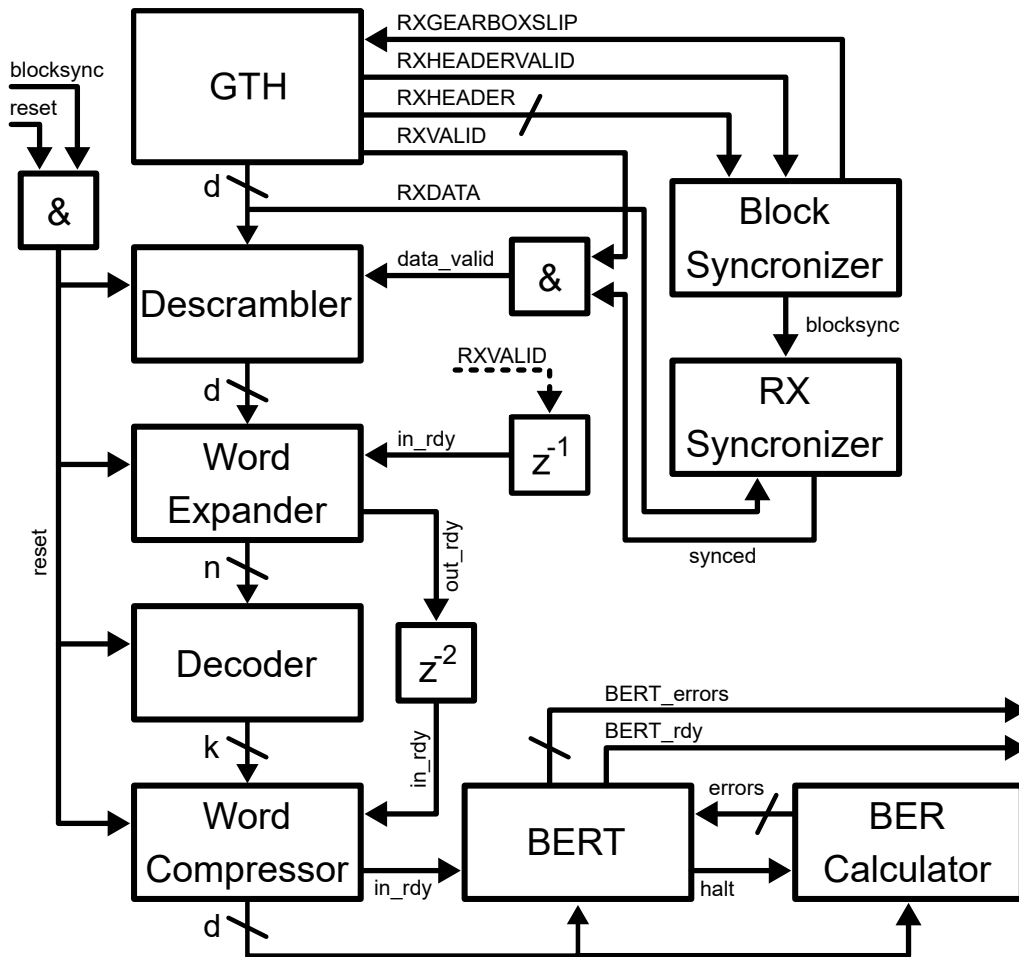 RXGEARBOXSLIP
blocksync
RXHEADERVALID
GTH
reset
RXHEADER
RXVALID
&
d
RXDATA
Block
Syncronizer
data_valid
&
Descrambler
blocksync
RXVALID
d
RX
Syncronizer
in_rdy
z-1
Word
Expander
reset
out_rdy
synced
n
Decoder
z-2
BERT_errors
BERT_rdy
k
in_rdy
errors
Word
Compressor
BERT
BER
Calculator
in_rdy
halt
d